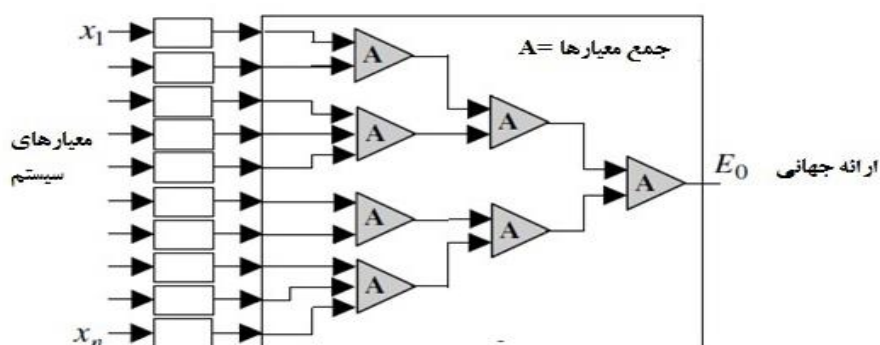 x1
جمع معیارها =A
A
A
A
معیارهای
سیستم
A
E0
ارائه جهانی
A
A
A
xn